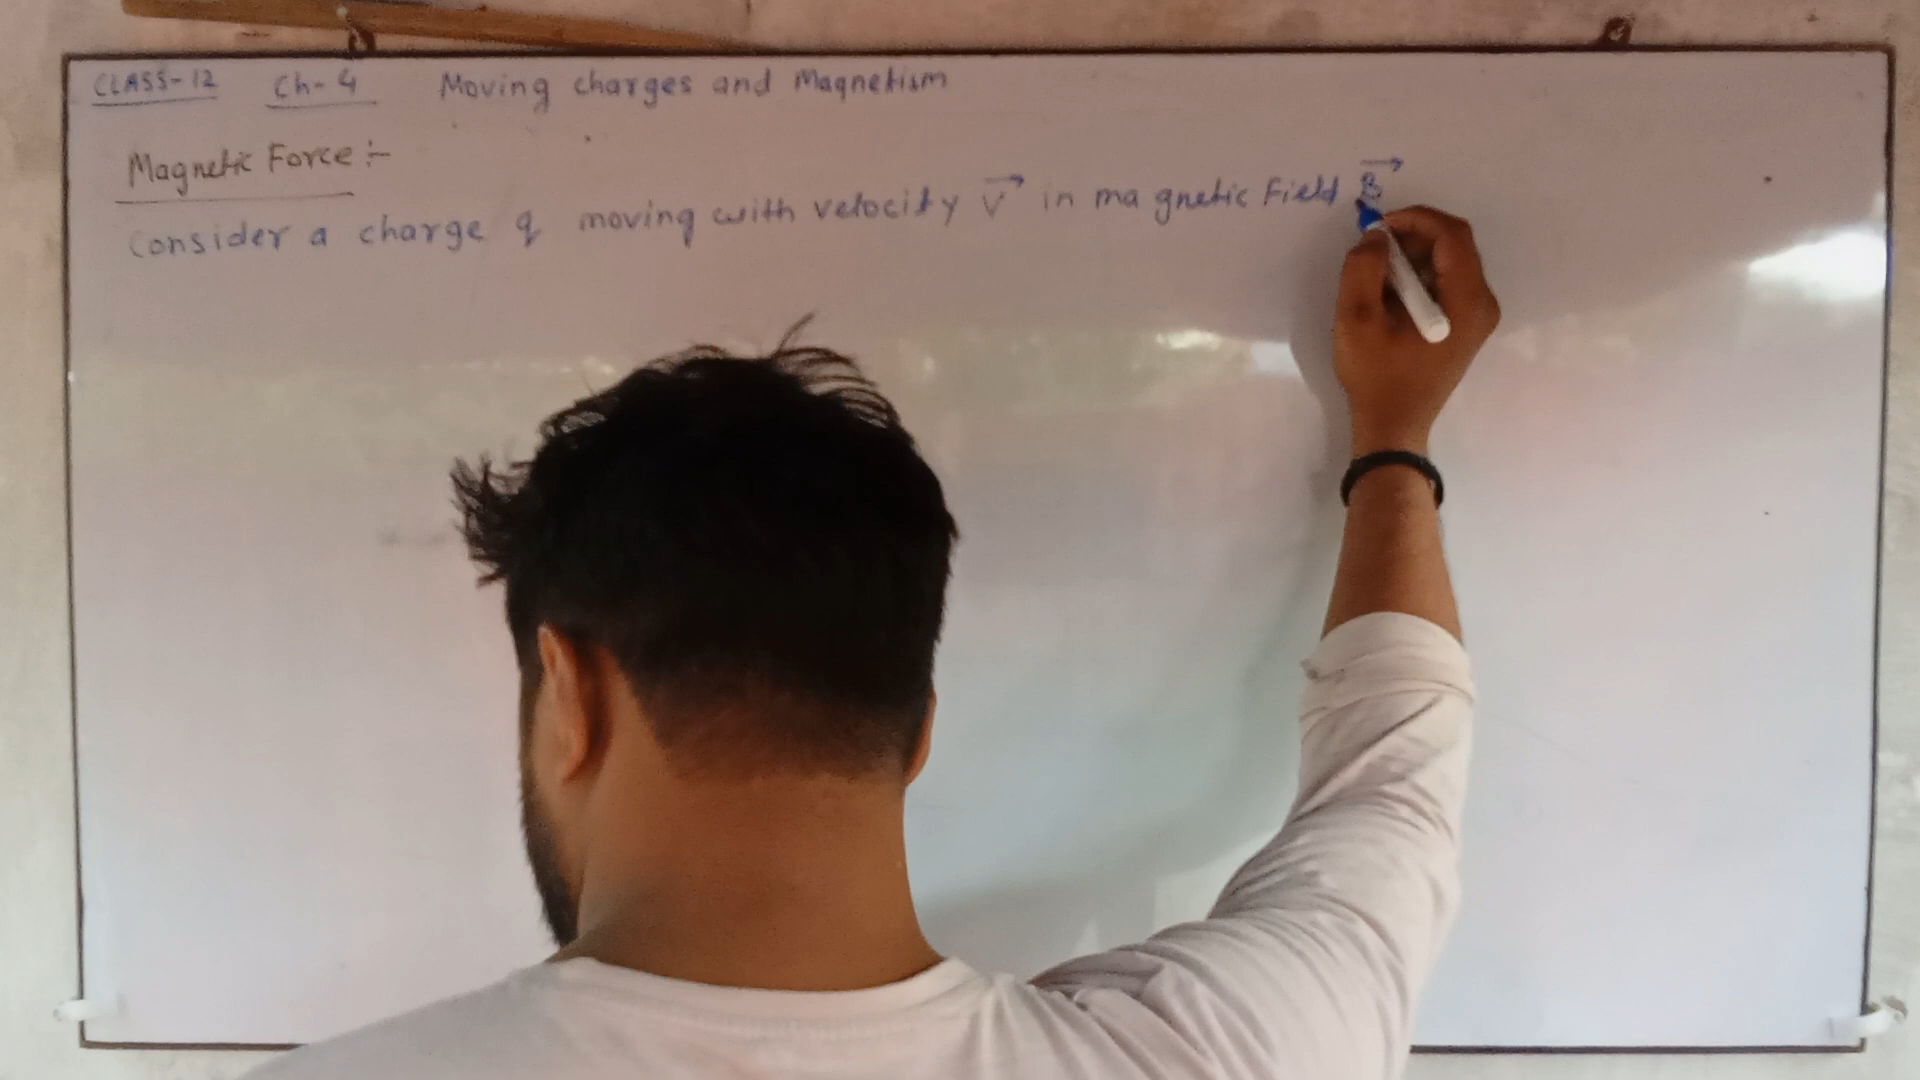 CLASS-12 Ch-4 Moving charges and Magnetism
Magnetic Force :-
Consider a charge q moving with velocity v⃗ in magnetic Field B⃗